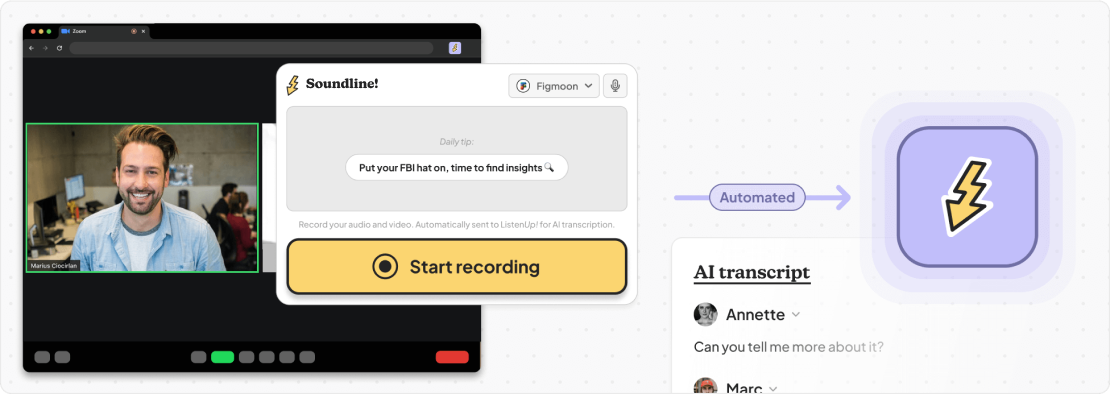 Zoom
Soundline!
Figmoon
Daily tip:
Put your FBI hat on, time to find insights
Record your audio and video. Automatically sent to ListenUp! for AI transcription.
Start recording
Marius Ciocirlan
Automated
AI transcript
Annette
Can you tell me more about it?
Marc